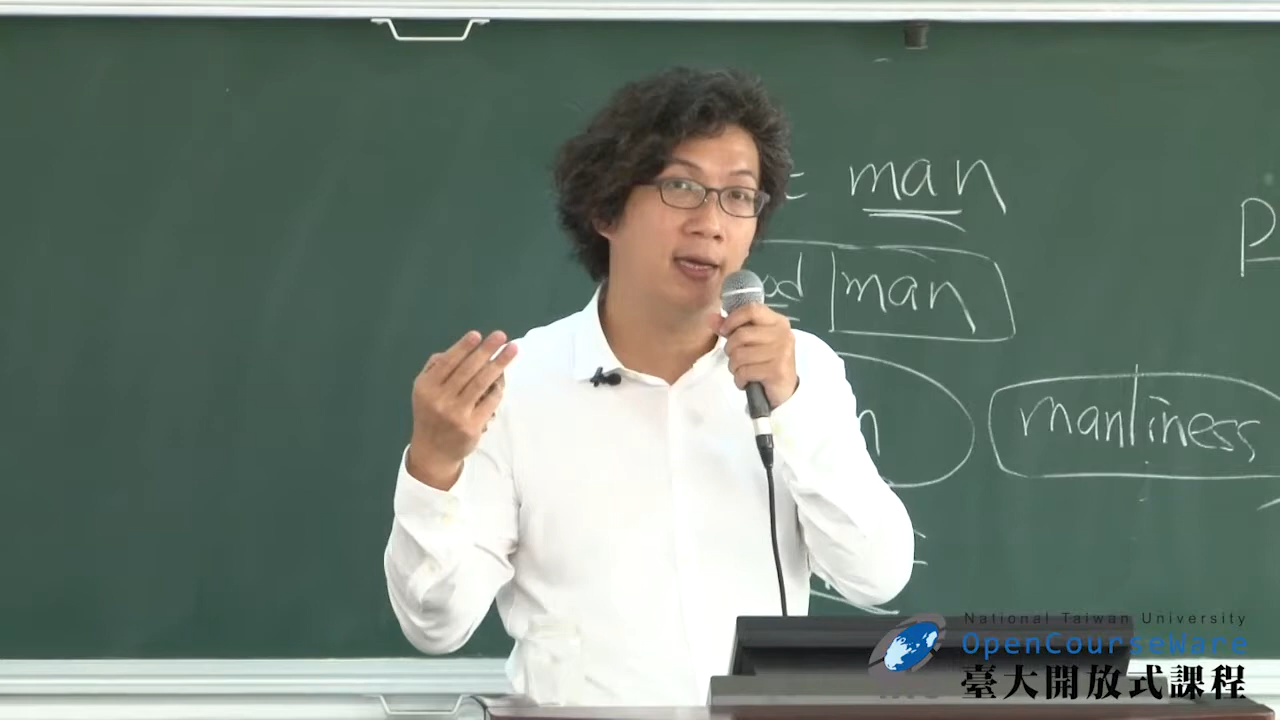 = man
man
manliness
National Taiwan University
OpenCourseWare
臺大開放式課程